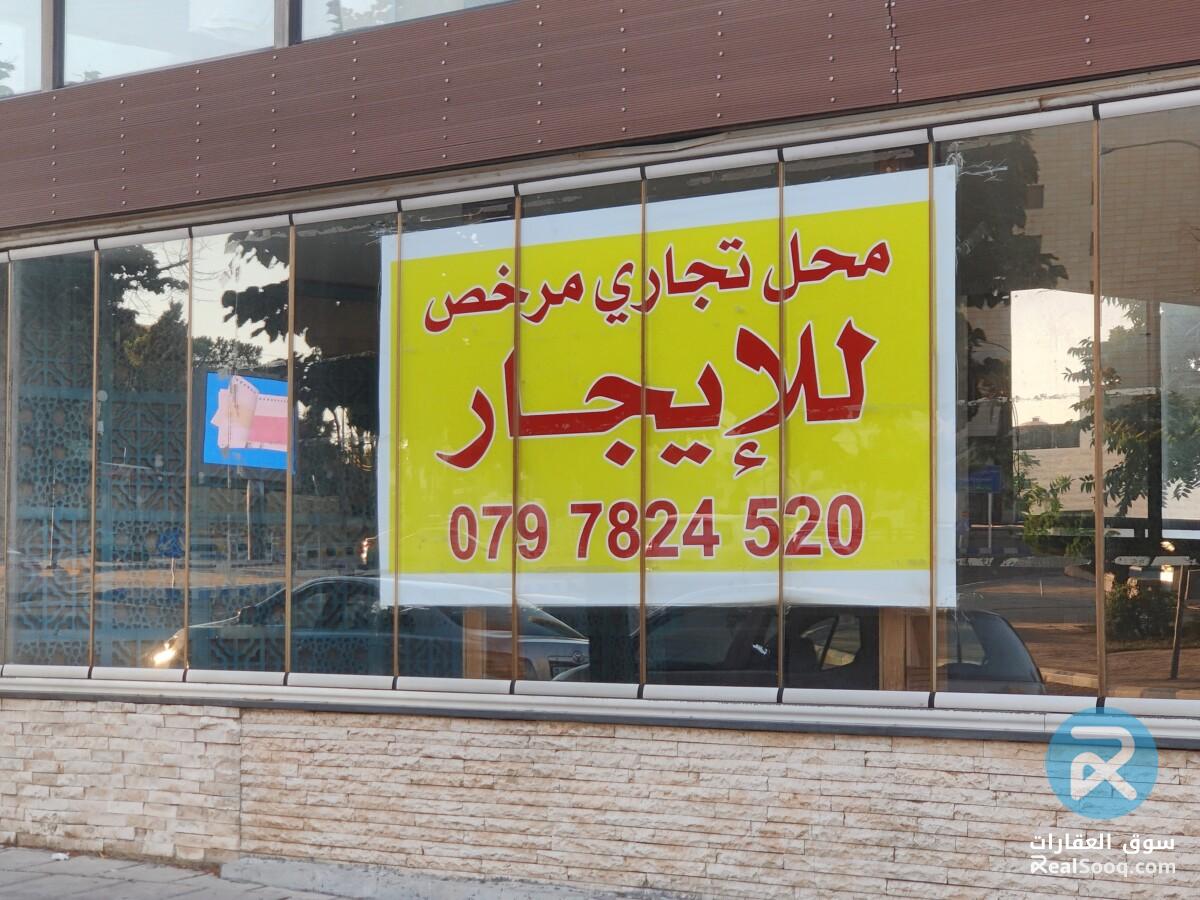 محل تجاري مرخص
للإيجار
079 7824 520
سوق العقارات
RealSooq.com